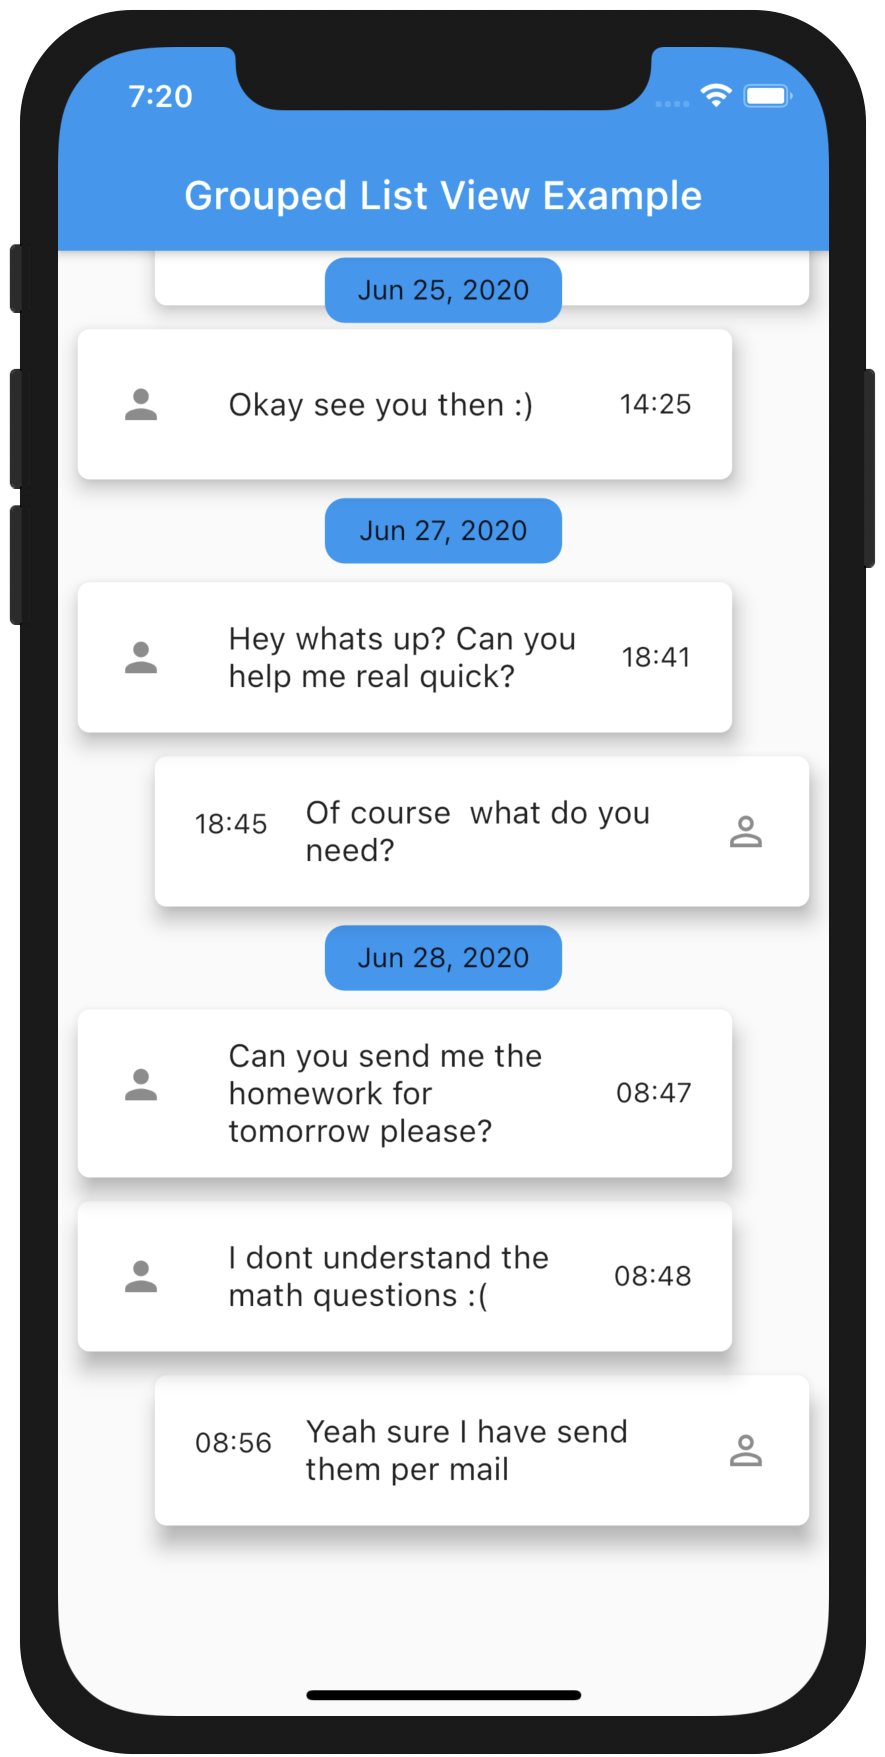 7:20
Grouped List View Example
Jun 25, 2020
Okay see you then :)
14:25
Jun 27, 2020
Hey whats up? Can you
help me real quick?
18:41
18:45
Of course  what do you
need?
Jun 28, 2020
Can you send me the
homework for
tomorrow please?
08:47
I dont understand the
math questions :(
08:48
08:56
Yeah sure I have send
them per mail